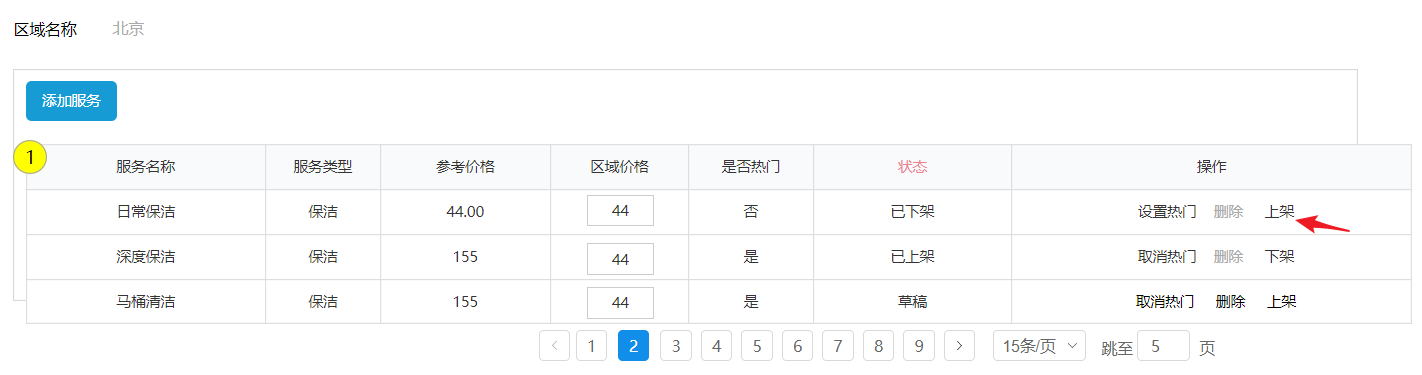 区域名称 北京
添加服务
1
服务名称 服务类型 参考价格 区域价格 是否热门 状态 操作
日常保洁 保洁 44.00 44 否 已下架 设置热门 删除 上架
深度保洁 保洁 155 44 是 已上架 取消热门 删除 下架
马桶清洁 保洁 155 44 是 草稿 取消热门 删除 上架
< 1 2 3 4 5 6 7 8 9 > 15条/页 跳至 5 页